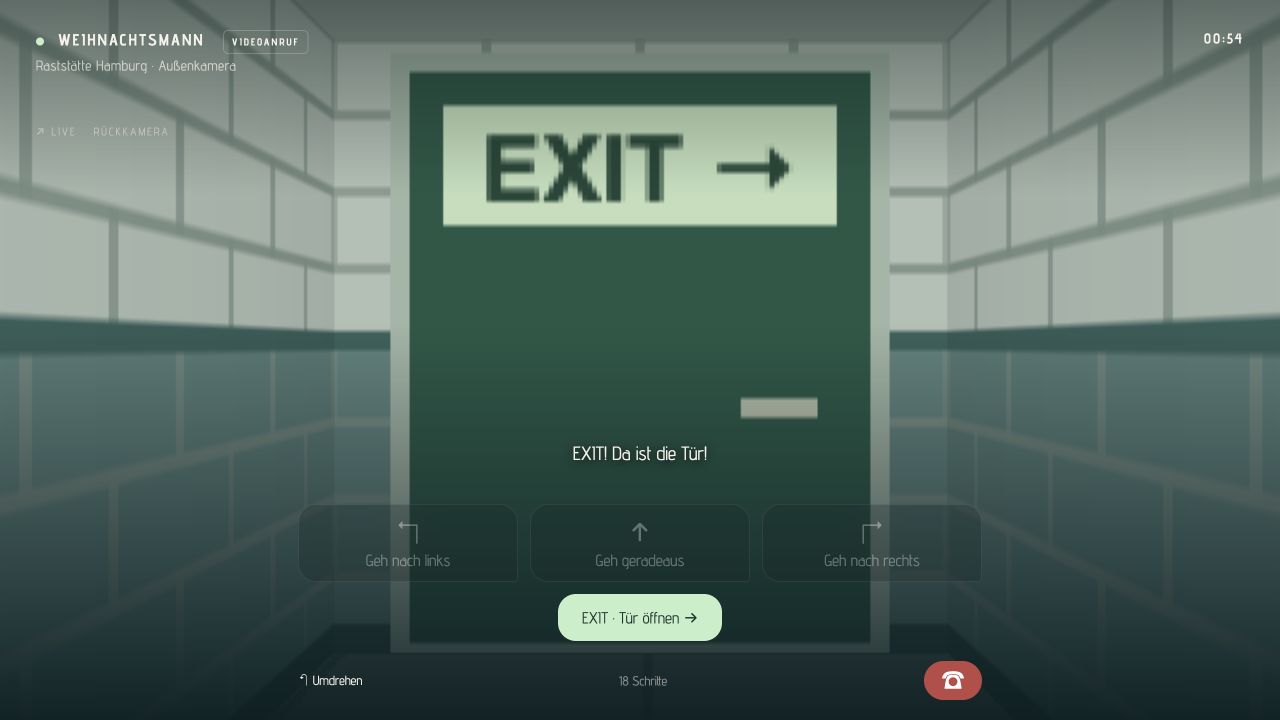 WEIHNACHTSMANN VIDEOANRUF
00:54
Raststätte Hamburg · Außenkamera
↗ LIVE RÜCKKAMERA
EXIT →
EXIT! Da ist die Tür!
Geh nach links
Geh geradeaus
Geh nach rechts
EXIT · Tür öffnen →
Umdrehen
18 Schritte